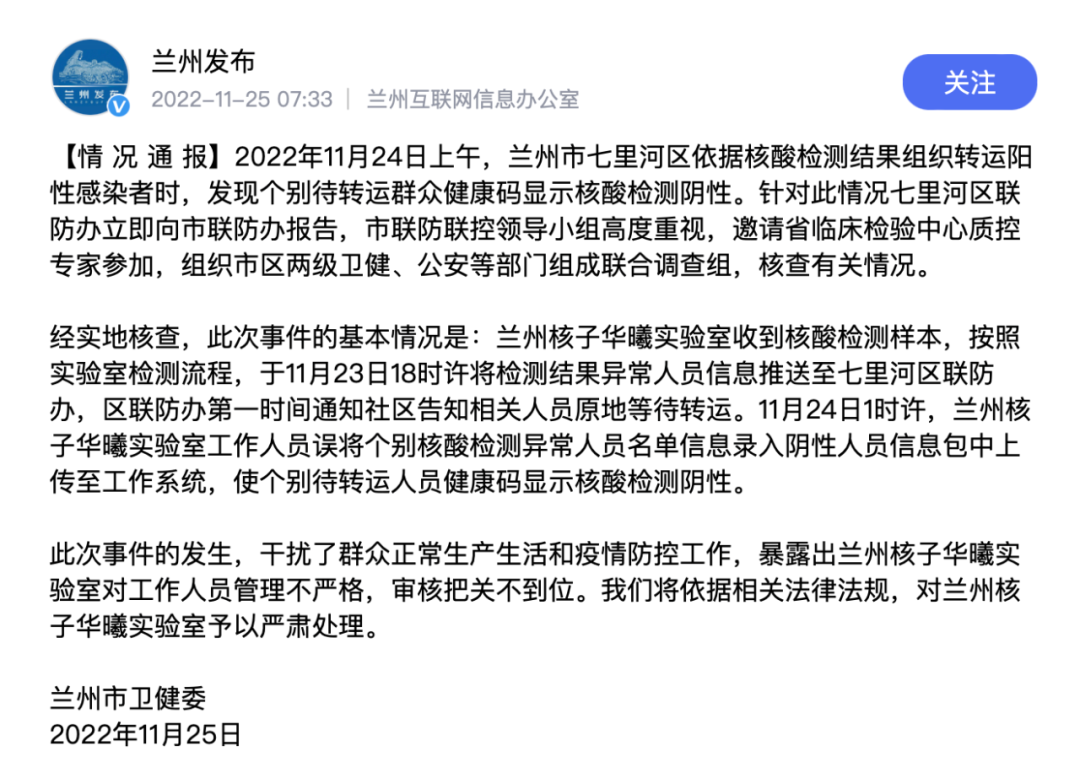 兰州发布
2022-11-25 07:33 | 兰州互联网信息办公室
关注
兰州发布
【情 况 通 报】2022年11月24日上午，兰州市七里河区依据核酸检测结果组织转运阳
性感染者时，发现个别待转运群众健康码显示核酸检测阴性。针对此情况七里河区联
防办立即向市联防办报告，市联防联控领导小组高度重视，邀请省临床检验中心质控
专家参加，组织市区两级卫健、公安等部门组成联合调查组，核查有关情况。
经实地核查，此次事件的基本情况是：兰州核子华曦实验室收到核酸检测样本，按照
实验室检测流程，于11月23日18时许将检测结果异常人员信息推送至七里河区联防
办，区联防办第一时间通知社区告知相关人员原地等待转运。11月24日1时许，兰州核
子华曦实验室工作人员误将个别核酸检测异常人员名单信息录入阴性人员信息包中上
传至工作系统，使个别待转运人员健康码显示核酸检测阴性。
此次事件的发生，干扰了群众正常生产生活和疫情防控工作，暴露出兰州核子华曦实
验室对工作人员管理不严格，审核把关不到位。我们将依据相关法律法规，对兰州核
子华曦实验室予以严肃处理。
兰州市卫健委
2022年11月25日